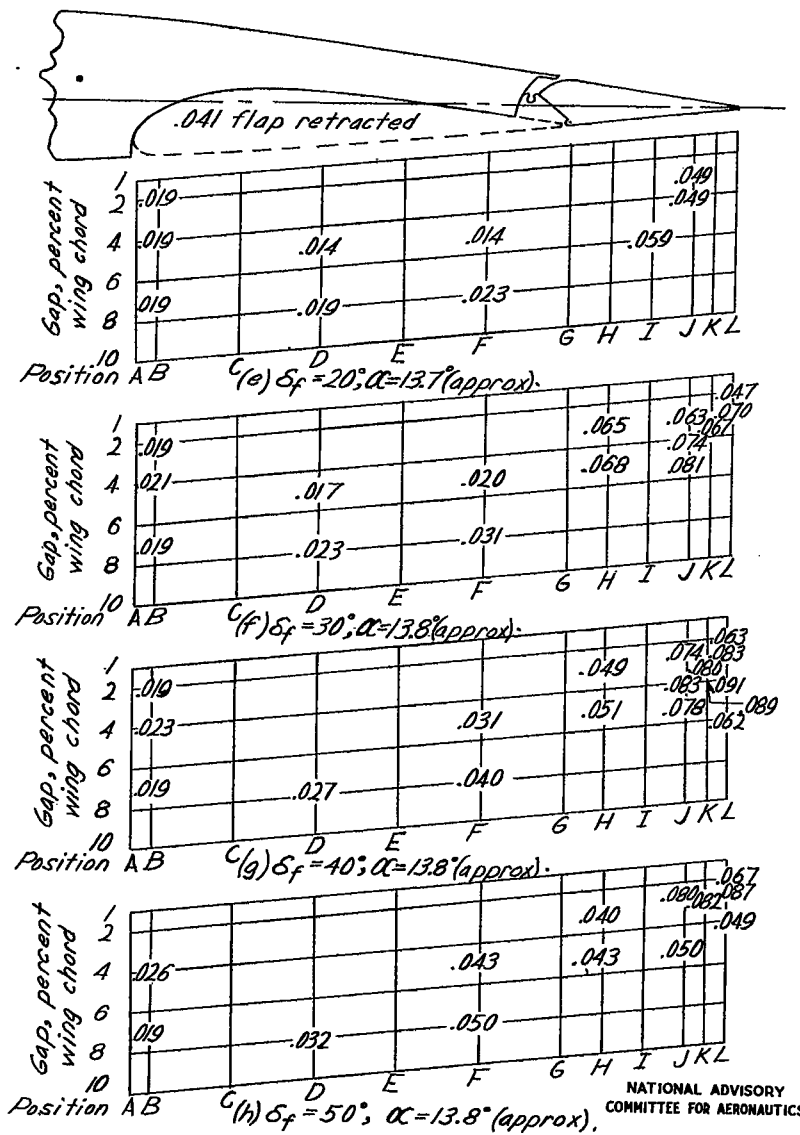 .041 flap retracted
Gap, percent
wing chord
1
2
4
6
8
10
.049
.019
.049
.019 .014 .014 .059
.019 .019 .023
Position A B C D E F G H I J K L
(e) δf = 20°; α = 13.7° (approx).
Gap, percent
wing chord
1
2
4
6
8
10
.047
.065 .063 .070
.067
.019 .074
.021 .017 .020 .068 .081
.019 .023 .031
Position A B C D E F G H I J K L
(f) δf = 30°; α = 13.8° (approx).
Gap, percent
wing chord
1
2
4
6
8
10
.063
.074 .083
.049 .080
.019 .083 .091
.023 .031 .051 .078 .089
.062
.019 .027 .040
Position A B C D E F G H I J K L
(g) δf = 40°; α = 13.8° (approx).
Gap, percent
wing chord
1
2
4
6
8
10
.067
.080 .082 .087
.040 .049
.026 .043 .043 .050
.019 .032 .050
Position A B C D E F G H I J K L
(h) δf = 50°, α = 13.8° (approx).
NATIONAL ADVISORY
COMMITTEE FOR AERONAUTICS